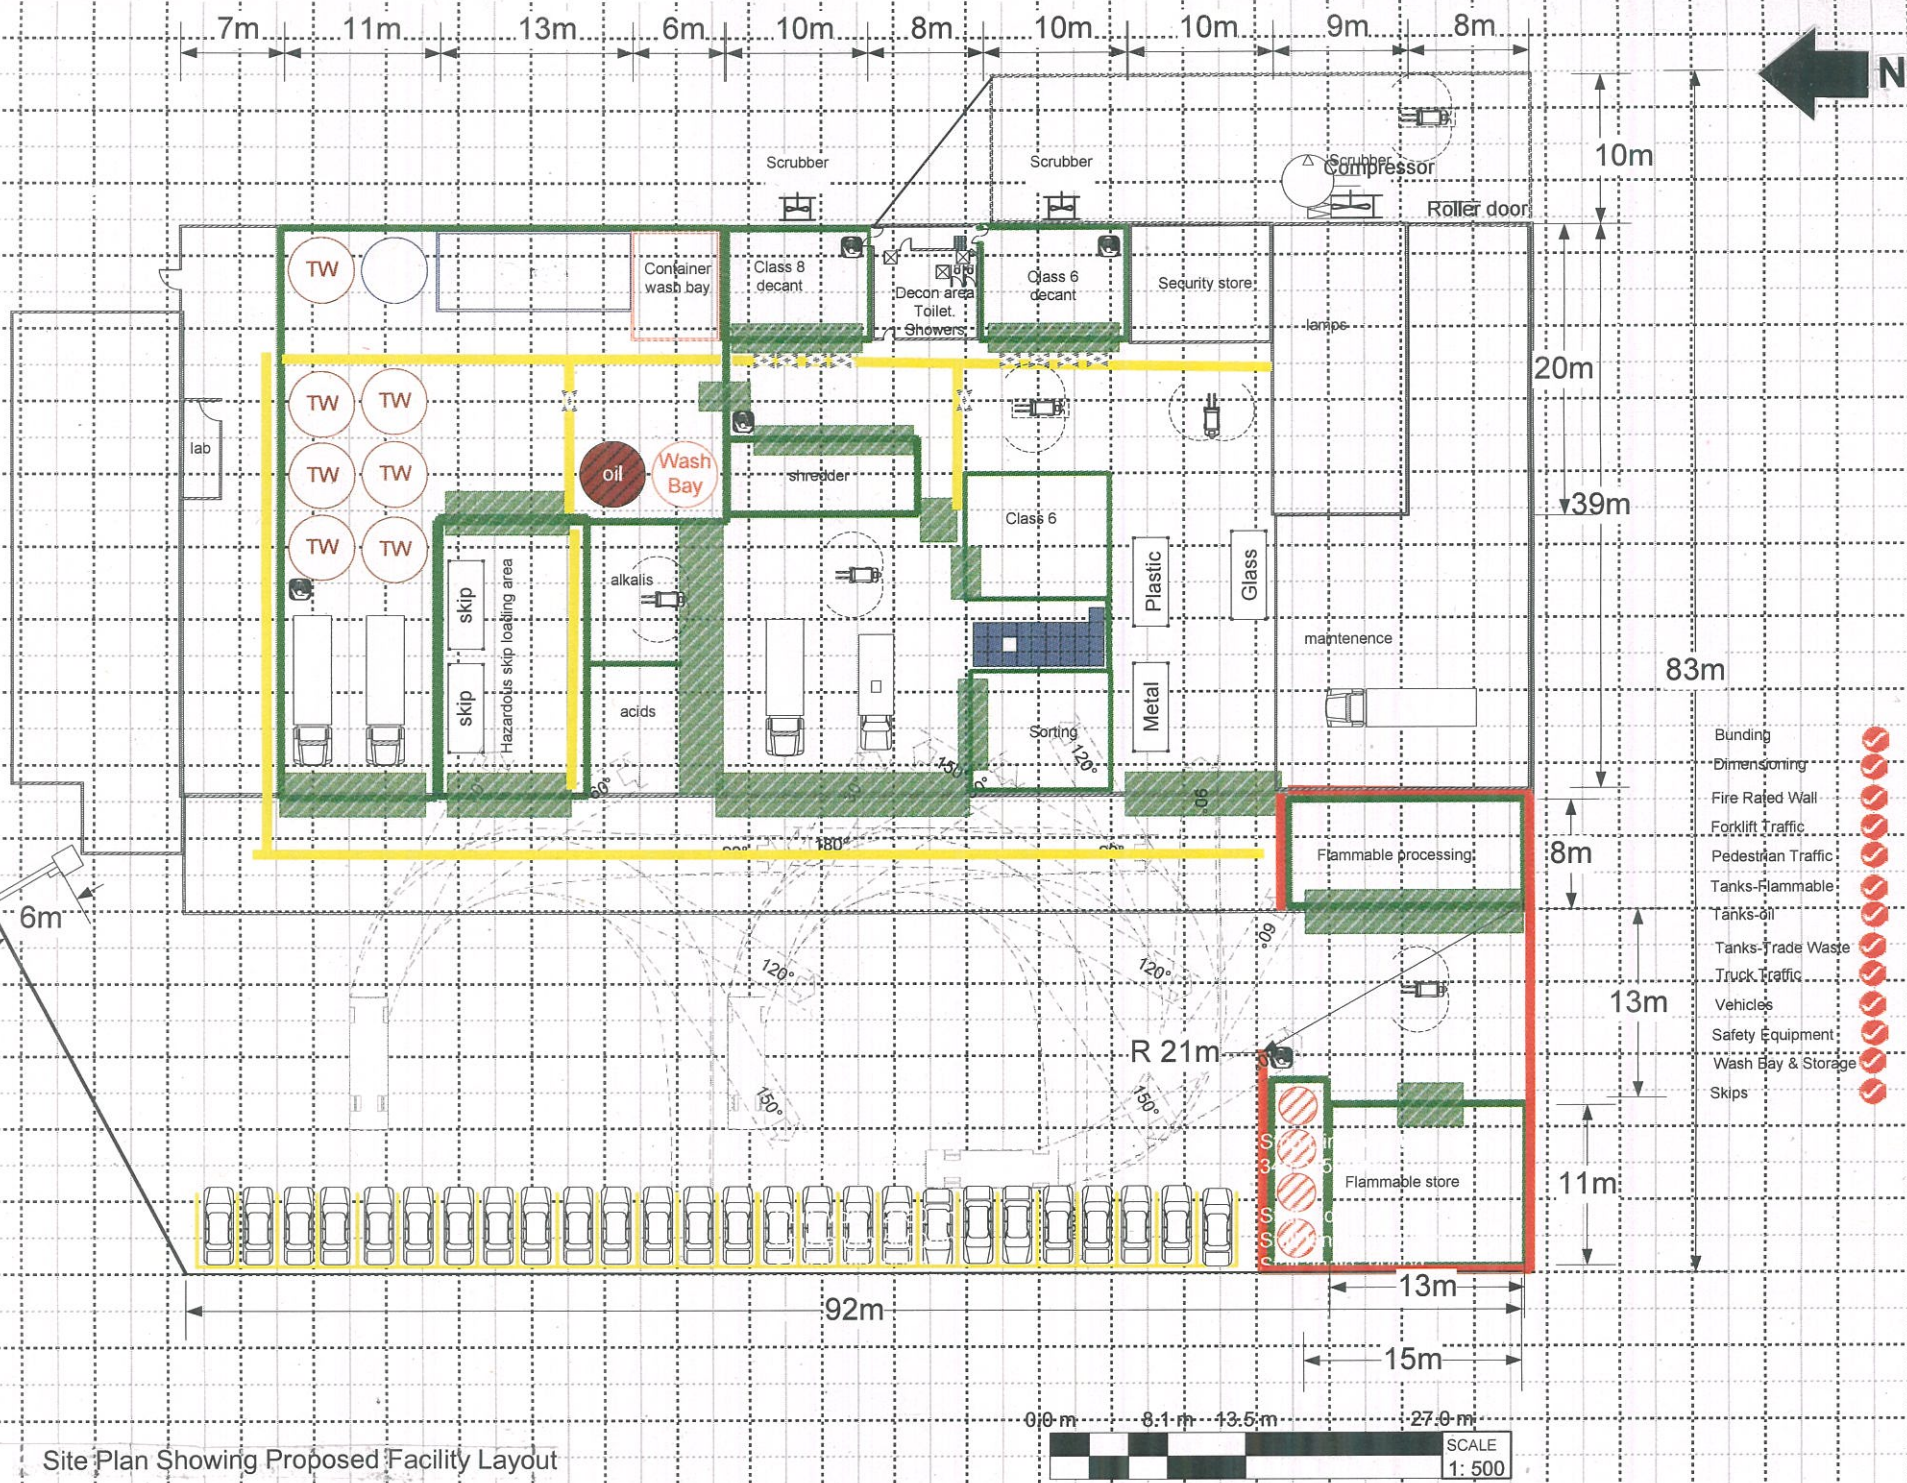 7m 11m 13m 6m 10m 8m 10m 10m 9m 8m
N
10m
Scrubber
Scrubber
Scrubber
Compressor
Roller door
TW
Container
wash bay
Class 8
decant
Decon area
Toilet.
Showers
Class 6
decant
Security store
lamps
20m
TW TW
lab
TW TW
oil
Wash
Bay
shredder
Class 6
39m
TW TW
skip
skip
Hazardous skip loading area
alkalis
acids
Plastic
Glass
Metal
maintenence
Sorting
83m
60°
150°
120°
90°
180°
Flammable processing
8m
6m
60°
120°
120°
13m
R 21m
150°
150°
Flammable store
11m
Bunding
Dimensioning
Fire Rated Wall
Forklift Traffic
Pedestrian Traffic
Tanks-Flammable
Tanks-oil
Tanks-Trade Waste
Truck Traffic
Vehicles
Safety Equipment
Wash Bay & Storage
Skips
13m
92m
15m
0.0 m 8.1 m 13.5 m 27.0 m
SCALE
1: 500
Site Plan Showing Proposed Facility Layout